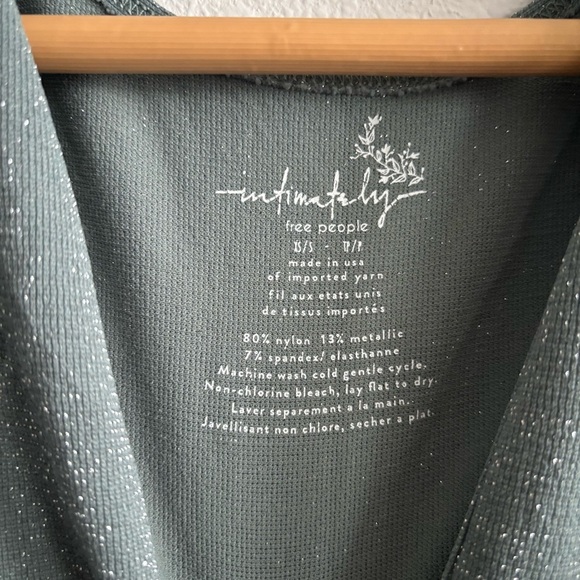 intimately
free people
XS/S - TP/P
made in usa
of imported yarn
fil aux etats unis
de tissus importés
80% nylon 13% metallic
7% spandex/ elasthanne
Machine wash cold gentle cycle.
Non-chlorine bleach, lay flat to dry.
Laver separement a la main.
Javellisant non chlore, secher a plat.